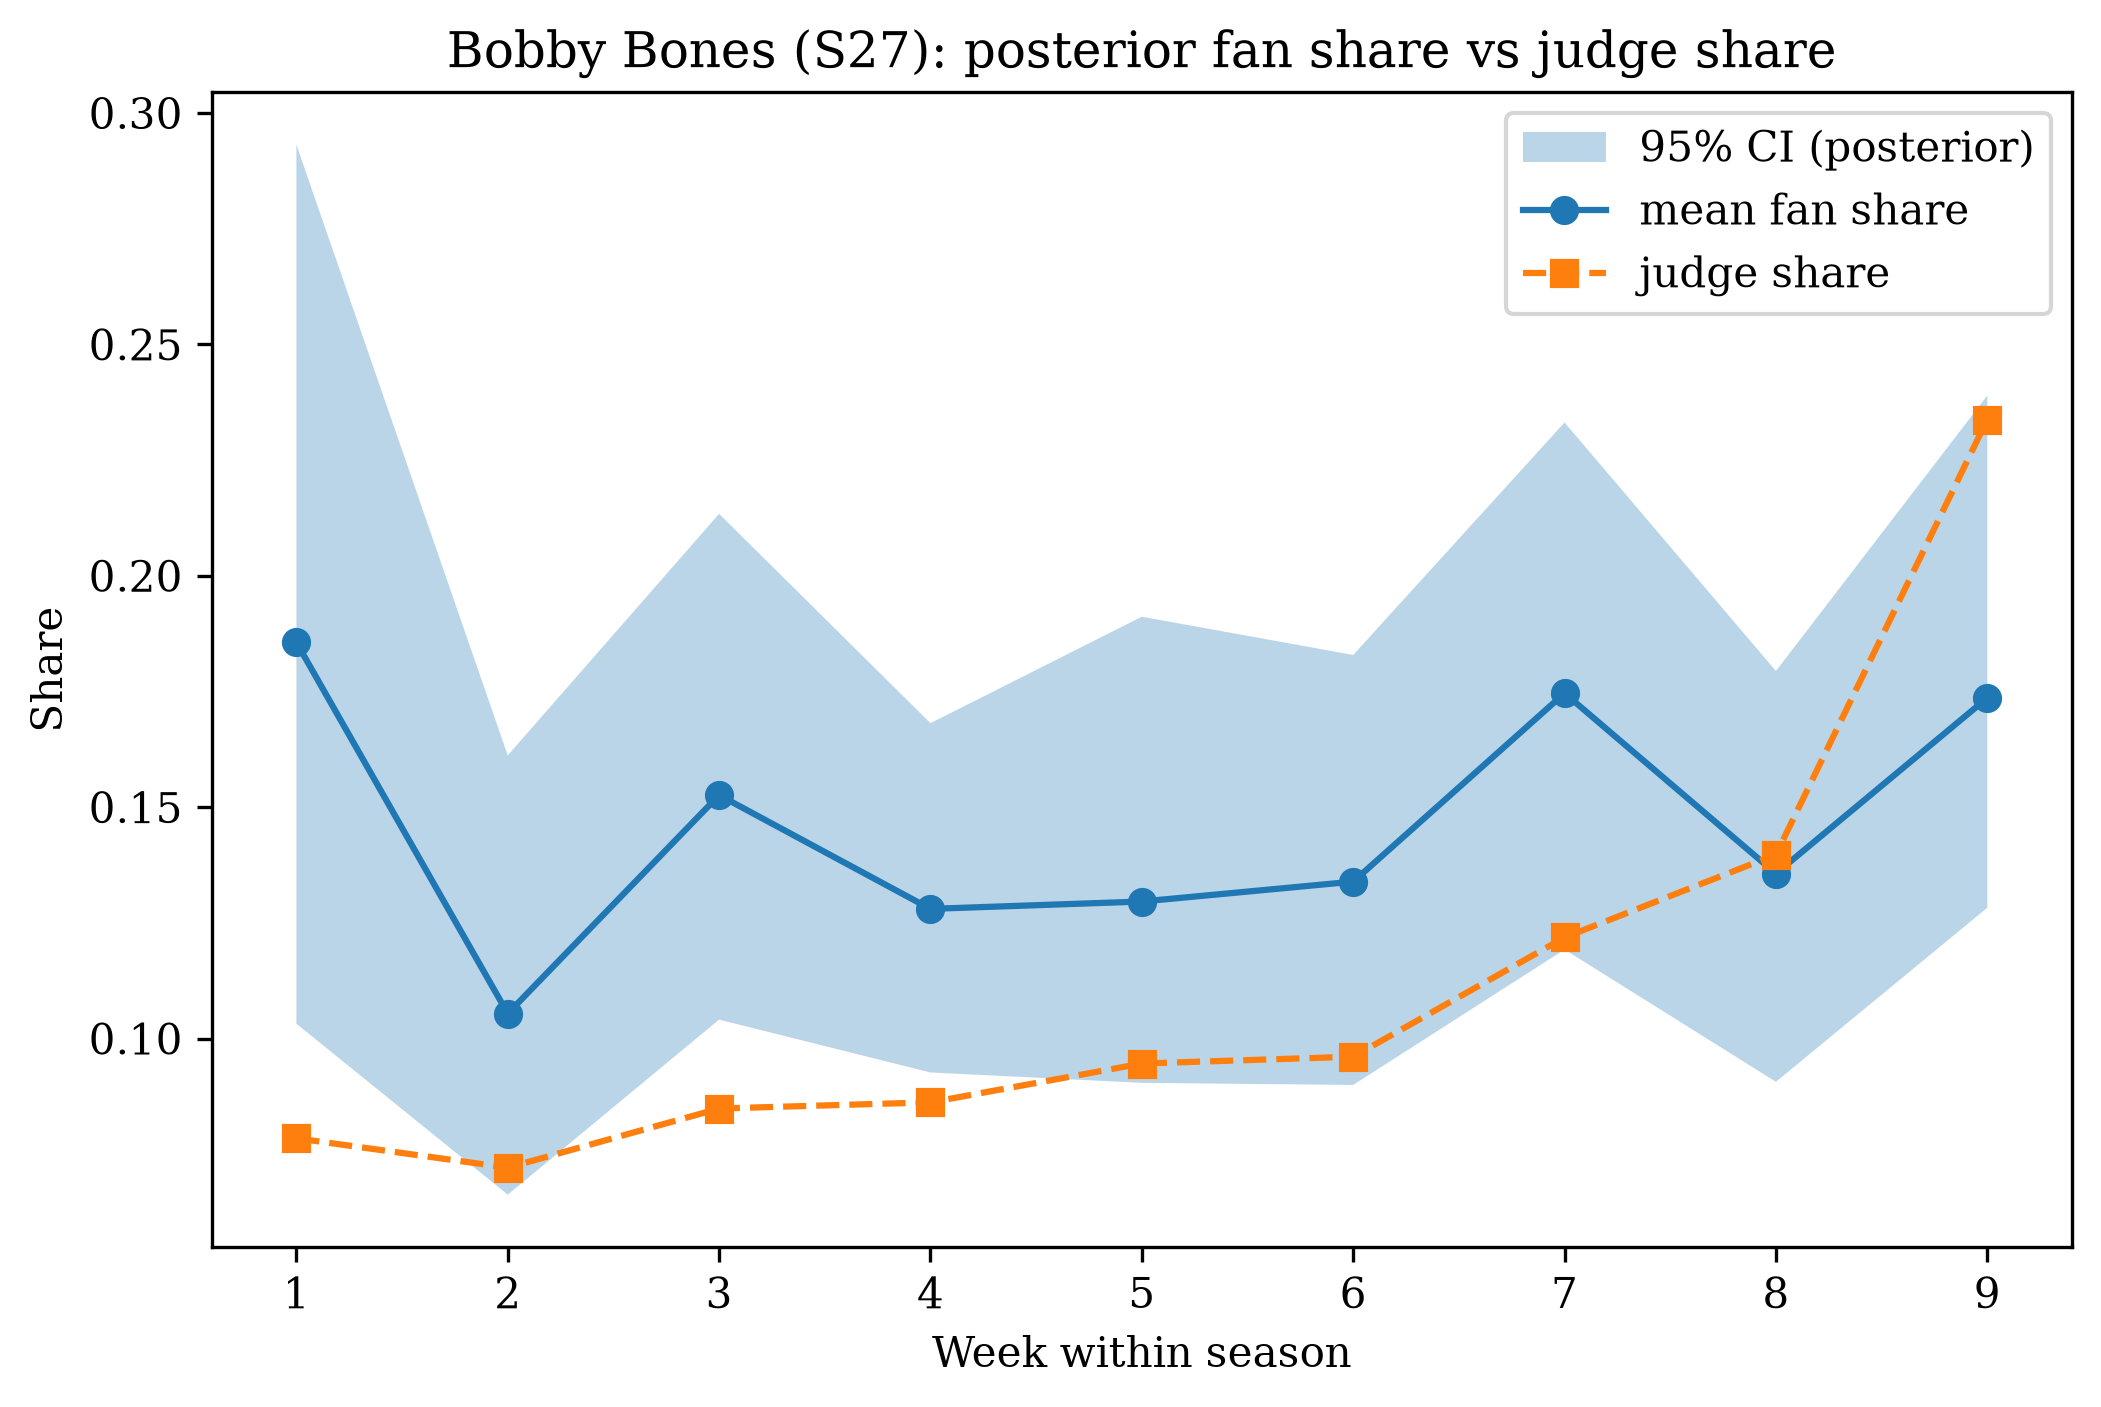 Bobby Bones (S27): posterior fan share vs judge share
95% CI (posterior)
mean fan share
judge share
Share
0.30
0.25
0.20
0.15
0.10
1 2 3 4 5 6 7 8 9
Week within season